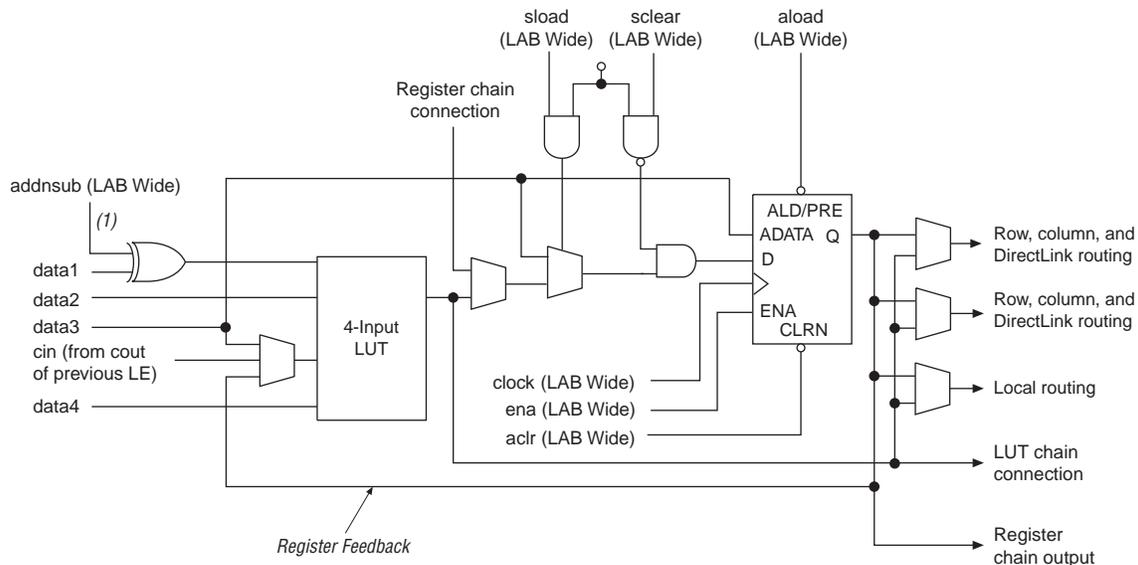 sload
(LAB Wide)
sclear
(LAB Wide)
aload
(LAB Wide)
Register chain
connection
addnsub (LAB Wide)
(1)
data1
data2
data3
cin (from cout
of previous LE)
data4
4-Input
LUT
ALD/PRE
ADATA
Q
D
ENA
CLRN
clock (LAB Wide)
ena (LAB Wide)
aclr (LAB Wide)
Row, column, and
DirectLink routing
Row, column, and
DirectLink routing
Local routing
LUT chain
connection
Register
chain output
Register Feedback